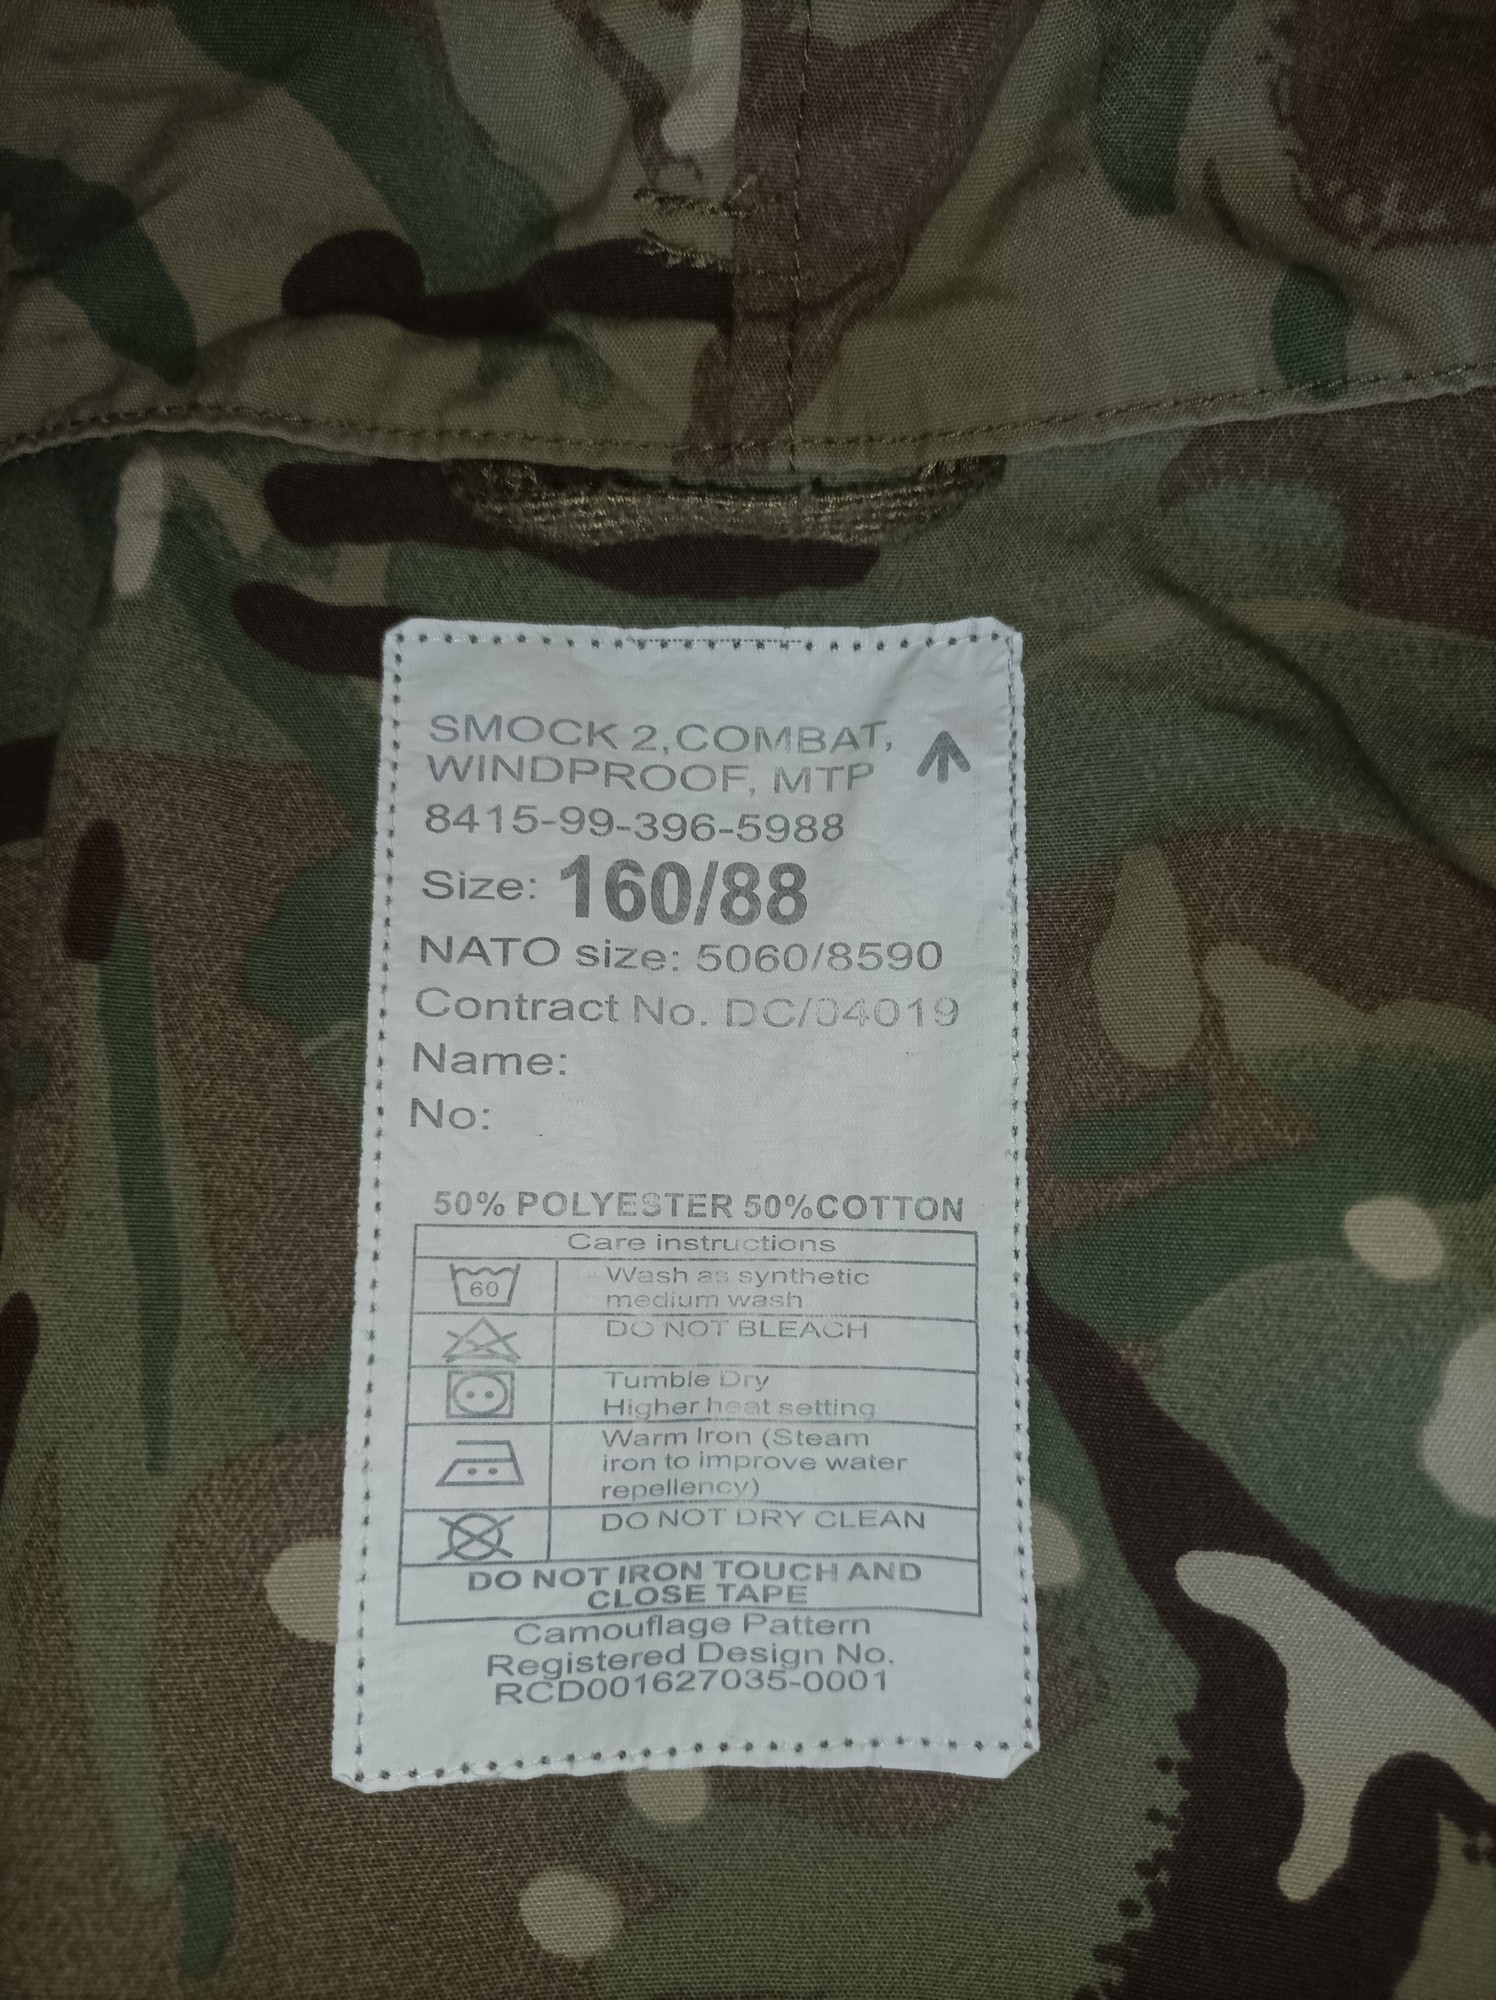 SMOCK 2, COMBAT,
WINDPROOF, MTP
8415-99-396-5988
Size: 160/88
NATO size: 5060/8590
Contract No. DC/04019
Name:
No:
50% POLYESTER 50%COTTON
Care instructions
60
Wash as synthetic
medium wash
DO NOT BLEACH
Tumble Dry
Higher heat setting
Warm Iron (Steam
iron to improve water
repellency)
DO NOT DRY CLEAN
DO NOT IRON TOUCH AND
CLOSE TAPE
Camouflage Pattern
Registered Design No.
RCD001627035-0001